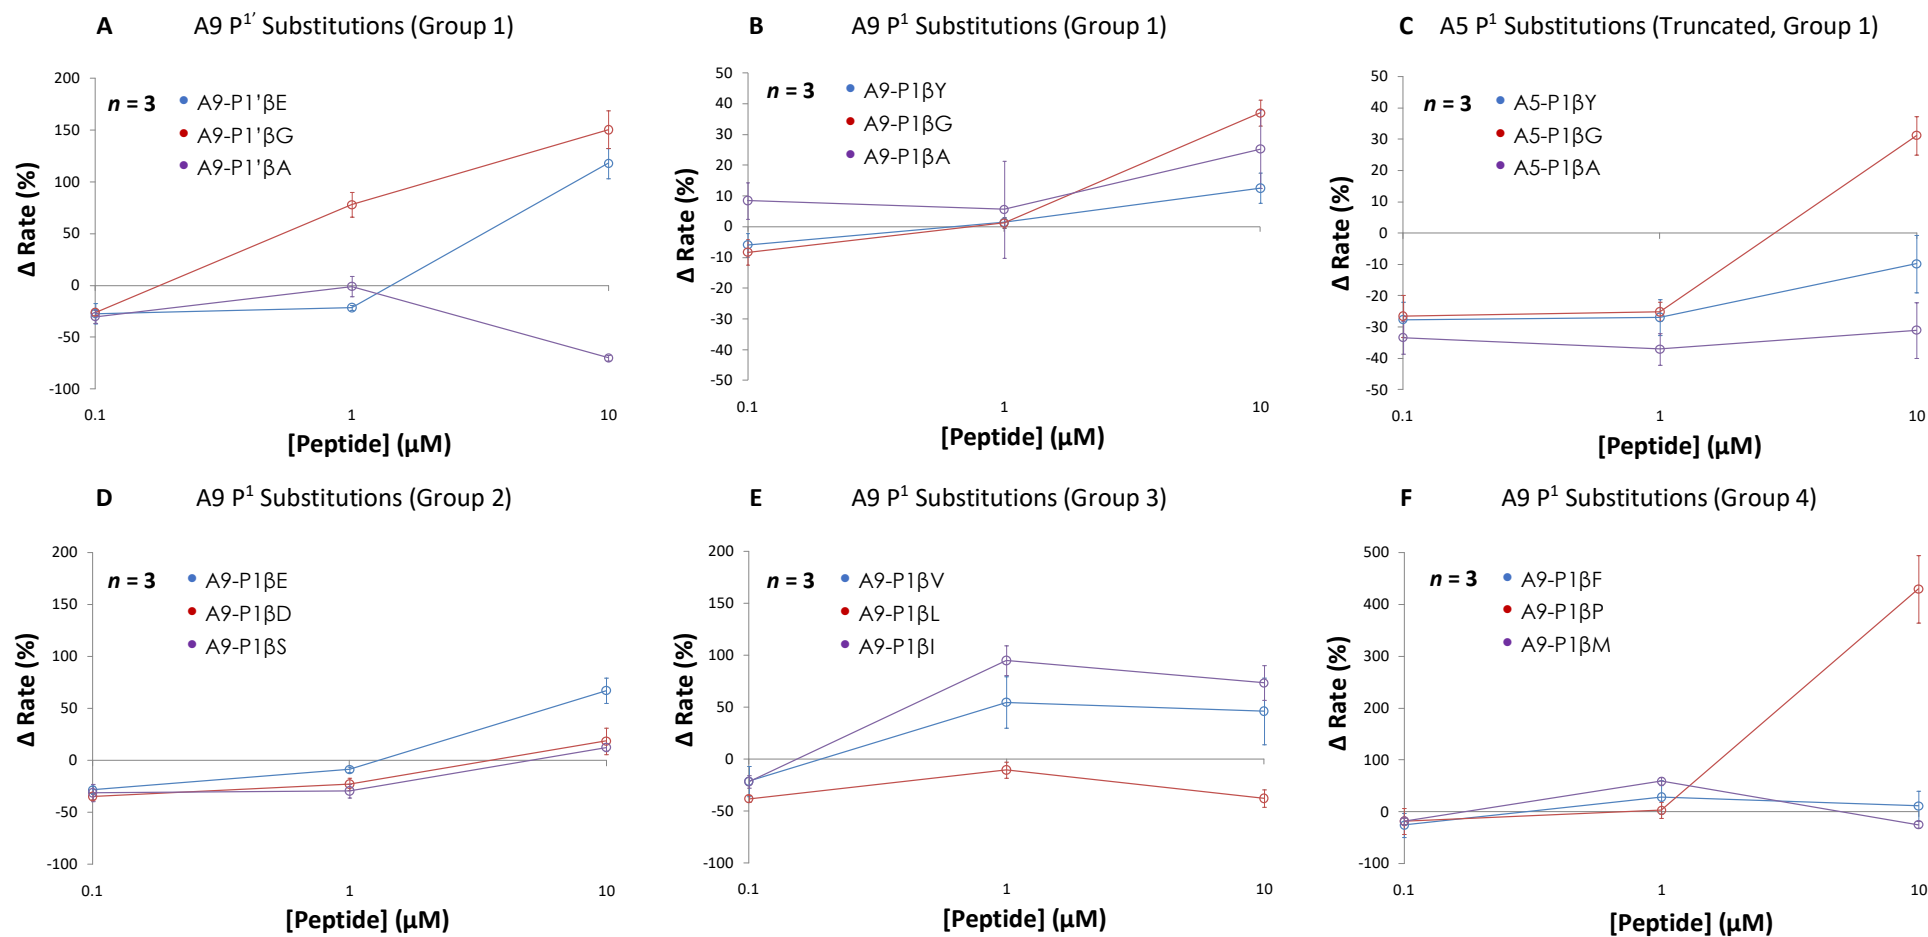 A A9 P1' Substitutions (Group 1)
n = 3
A9-P1'βE
A9-P1'βG
A9-P1'βA
Δ Rate (%)
200
150
100
50
0
-50
-100
0.1 1 10
[Peptide] (μM)
B A9 P1 Substitutions (Group 1)
n = 3
A9-P1βY
A9-P1βG
A9-P1βA
Δ Rate (%)
50
40
30
20
10
0
-10
-20
-30
-40
-50
0.1 1 10
[Peptide] (μM)
C A5 P1 Substitutions (Truncated, Group 1)
n = 3
A5-P1βY
A5-P1βG
A5-P1βA
Δ Rate (%)
50
40
30
20
10
0
-10
-20
-30
-40
-50
0.1 1 10
[Peptide] (μM)
D A9 P1 Substitutions (Group 2)
n = 3
A9-P1βE
A9-P1βD
A9-P1βS
Δ Rate (%)
200
150
100
50
0
-50
-100
0.1 1 10
[Peptide] (μM)
E A9 P1 Substitutions (Group 3)
n = 3
A9-P1βV
A9-P1βL
A9-P1βI
Δ Rate (%)
200
150
100
50
0
-50
-100
0.1 1 10
[Peptide] (μM)
F A9 P1 Substitutions (Group 4)
n = 3
A9-P1βF
A9-P1βP
A9-P1βM
Δ Rate (%)
500
400
300
200
100
0
-100
0.1 1 10
[Peptide] (μM)